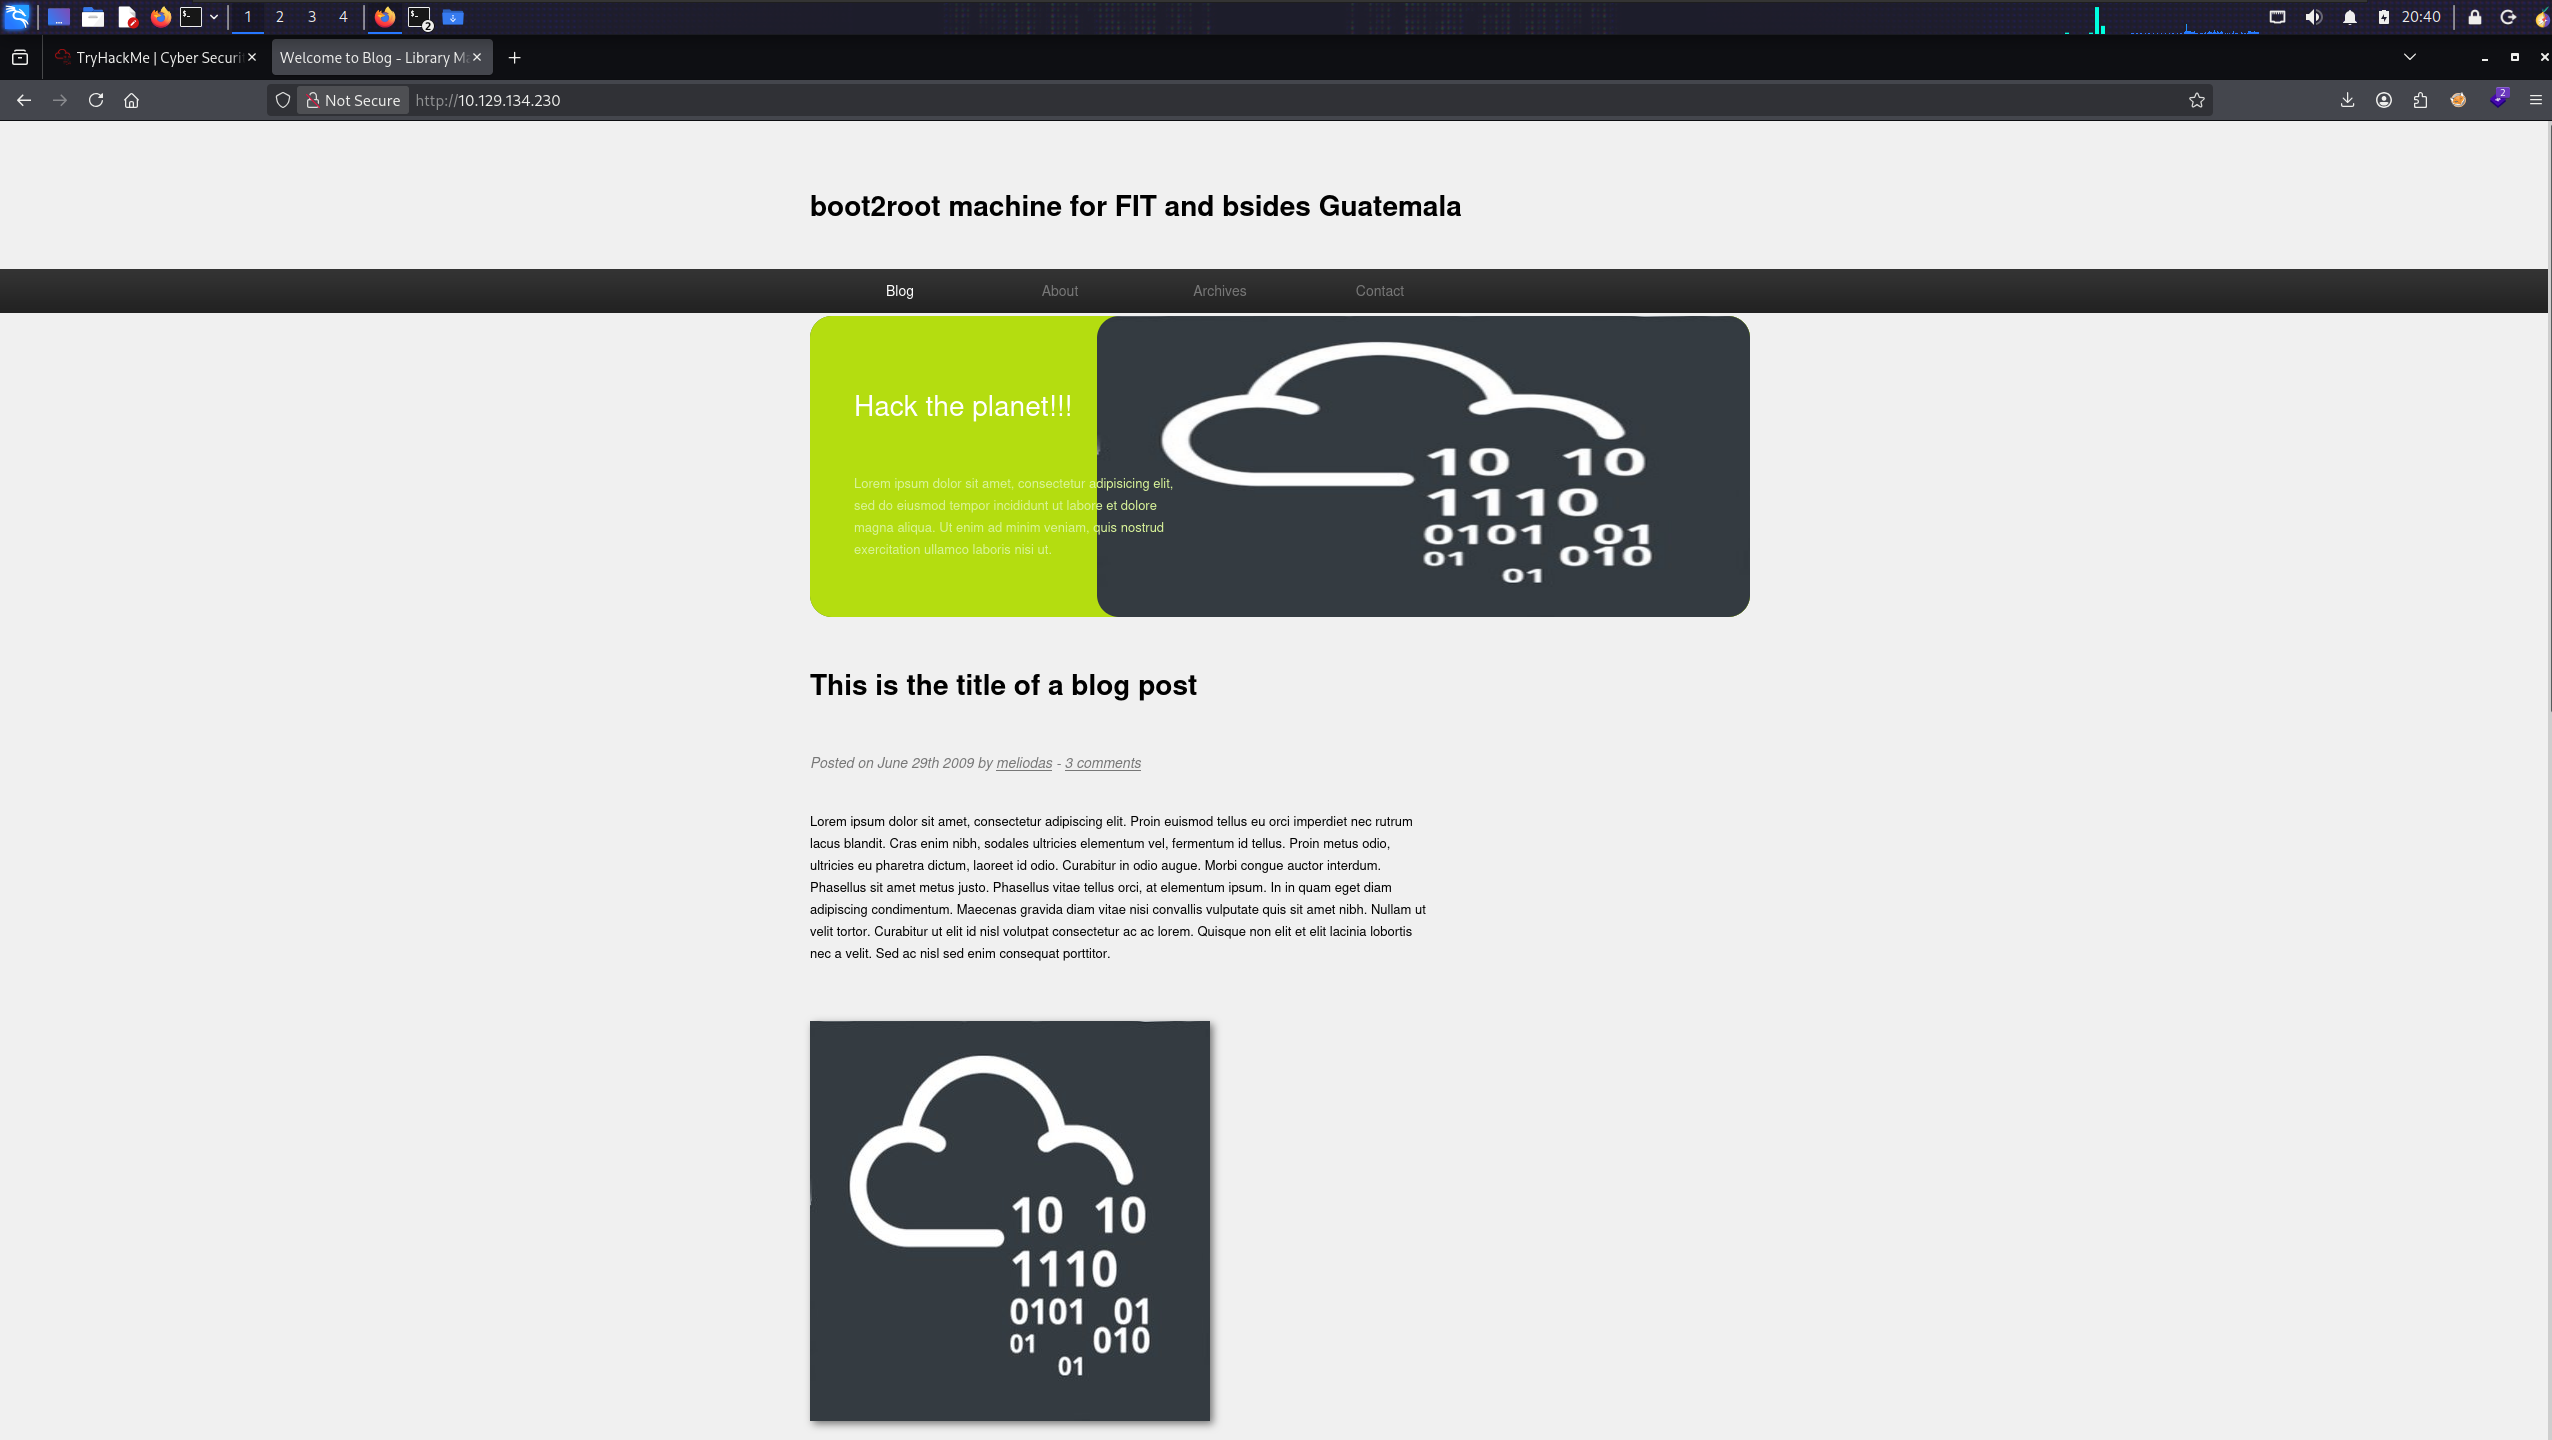 1 2 3 4 2 20:40
TryHackMe | Cyber Securi
Welcome to Blog - Library Ma
Not Secure http://10.129.134.230 2
boot2root machine for FIT and bsides Guatemala
Blog About Archives Contact
Hack the planet!!!
Lorem ipsum dolor sit amet, consectetur adipisicing elit,
sed do eiusmod tempor incididunt ut labore et dolore
magna aliqua. Ut enim ad minim veniam, quis nostrud
exercitation ullamco laboris nisi ut.
10 10
1110
0101 01
01 010
01
This is the title of a blog post
Posted on June 29th 2009 by meliodas - 3 comments
Lorem ipsum dolor sit amet, consectetur adipiscing elit. Proin euismod tellus eu orci imperdiet nec rutrum
lacus blandit. Cras enim nibh, sodales ultricies elementum vel, fermentum id tellus. Proin metus odio,
ultricies eu pharetra dictum, laoreet id odio. Curabitur in odio augue. Morbi congue auctor interdum.
Phasellus sit amet metus justo. Phasellus vitae tellus orci, at elementum ipsum. In in quam eget diam
adipiscing condimentum. Maecenas gravida diam vitae nisi convallis vulputate quis sit amet nibh. Nullam ut
velit tortor. Curabitur ut elit id nisl volutpat consectetur ac ac lorem. Quisque non elit et elit lacinia lobortis
nec a velit. Sed ac nisl sed enim consequat porttitor.
10 10
1110
0101 01
01 010
01